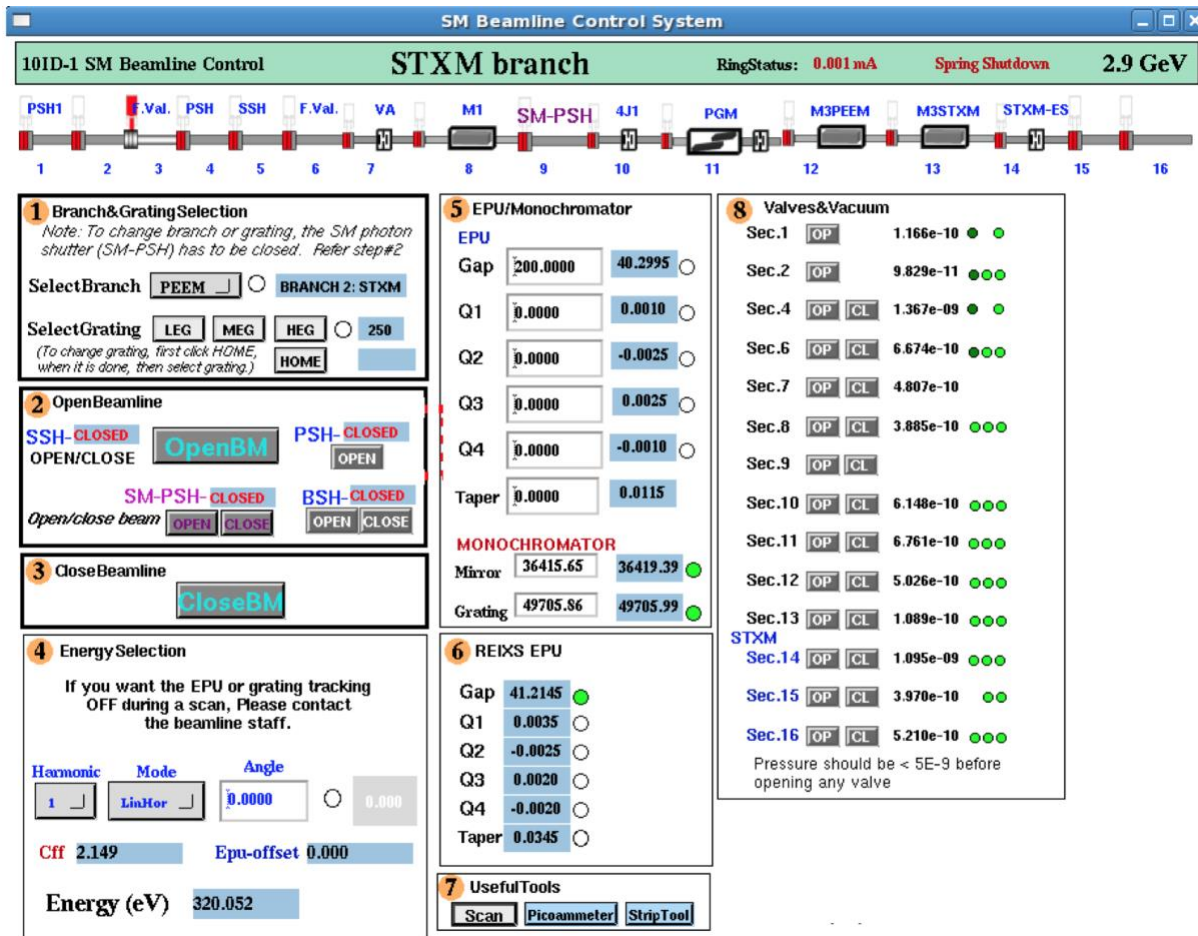 SM Beamline Control System
10ID-1 SM Beamline Control STXM branch RingStatus: 0.001 mA Spring Shutdown 2.9 GeV
PSH1 F.Val. PSH SSH F.Val. VA M1 SM-PSH 4J1 PGM M3PEEM M3STXM STXM-ES
1 2 3 4 5 6 7 8 9 10 11 12 13 14 15 16
1 Branch&GratingSelection
Note: To change branch or grating, the SM photon
shutter (SM-PSH) has to be closed. Refer step#2
SelectBranch PEEM BRANCH 2: STXM
SelectGrating LEG MEG HEG 250
(To change grating, first click HOME,
when it is done, then select grating.) HOME
2 OpenBeamline
SSH-CLOSED OpenBM PSH-CLOSED
OPEN/CLOSE OPEN
SM-PSH-CLOSED BSH-CLOSED
Open/close beam OPEN CLOSE OPEN CLOSE
3 CloseBeamline
CloseBM
4 EnergySelection
If you want the EPU or grating tracking
OFF during a scan, Please contact
the beamline staff.
Harmonic Mode Angle
1 LinHor 0.0000 0.000
Cff 2.149 Epu-offset 0.000
Energy (eV) 320.052
5 EPU/Monochromator
EPU
Gap 200.0000 40.2995
Q1 0.0000 0.0010
Q2 0.0000 -0.0025
Q3 0.0000 0.0025
Q4 0.0000 -0.0010
Taper 0.0000 0.0115
MONOCHROMATOR
Mirror 36415.65 36419.39
Grating 49705.86 49705.99
6 REIXS EPU
Gap 41.2145
Q1 0.0035
Q2 -0.0025
Q3 0.0020
Q4 -0.0020
Taper 0.0345
7 UsefulTools
Scan Picoammeter StripTool
8 Valves&Vacuum
Sec.1 OP 1.166e-10
Sec.2 OP 9.829e-11
Sec.4 OP CL 1.367e-09
Sec.6 OP CL 6.674e-10
Sec.7 OP CL 4.807e-10
Sec.8 OP CL 3.885e-10
Sec.9 OP CL
Sec.10 OP CL 6.148e-10
Sec.11 OP CL 6.761e-10
Sec.12 OP CL 5.026e-10
Sec.13 OP CL 1.089e-10
STXM
Sec.14 OP CL 1.095e-09
Sec.15 OP CL 3.970e-10
Sec.16 OP CL 5.210e-10
Pressure should be < 5E-9 before
opening any valve